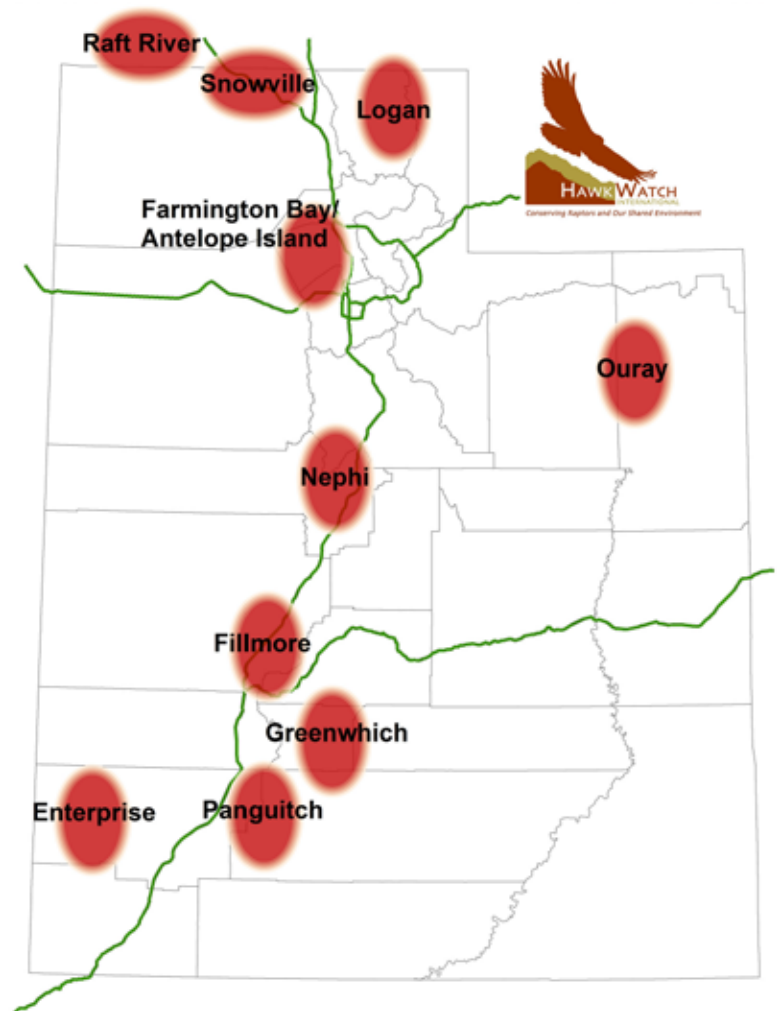 Raft River
Snowville
Logan
HAWKWATCH
INTERNATIONAL
Conserving Raptors and Our Shared Environment
Farmington Bay/
Antelope Island
Ouray
Nephi
Fillmore
Greenwhich
Enterprise
Panguitch